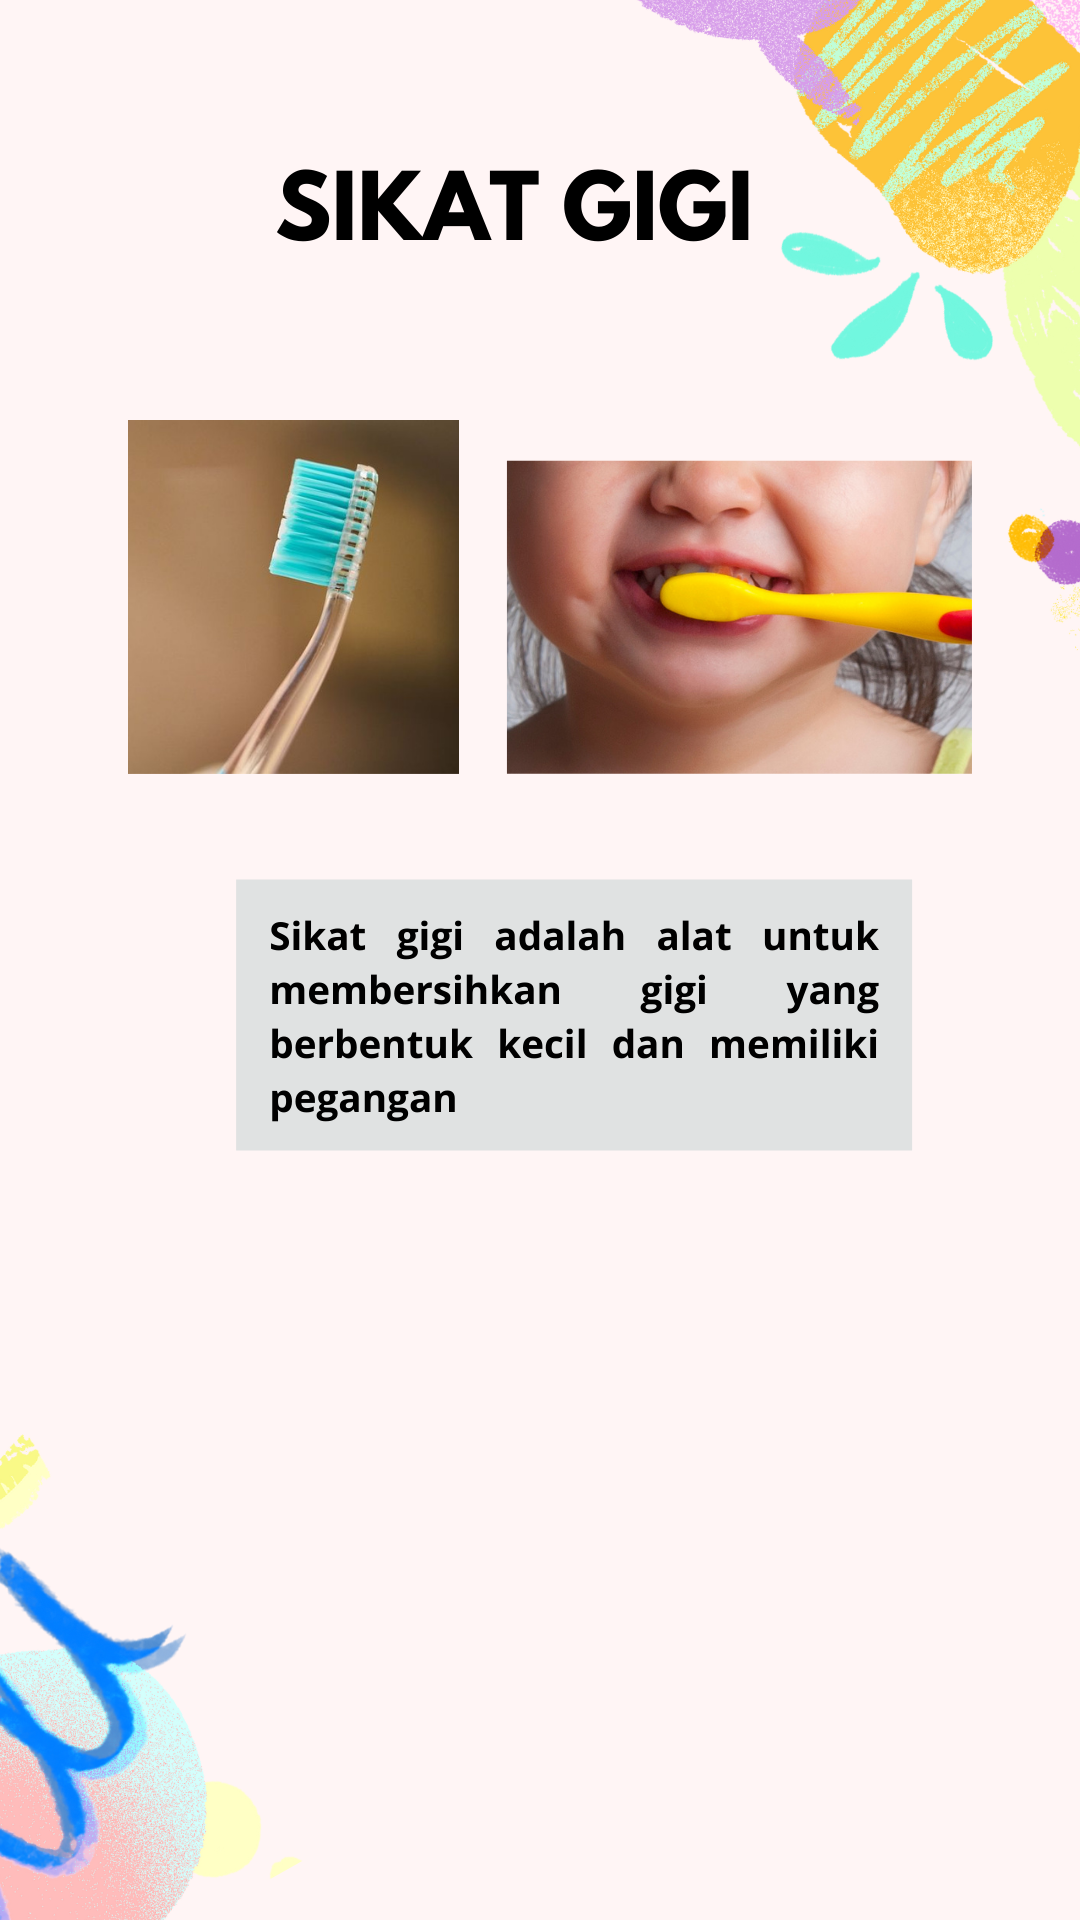 SIKAT GIGI
Sikat gigi adalah alat untuk
membersihkan gigi yang
berbentuk kecil dan memiliki
pegangan